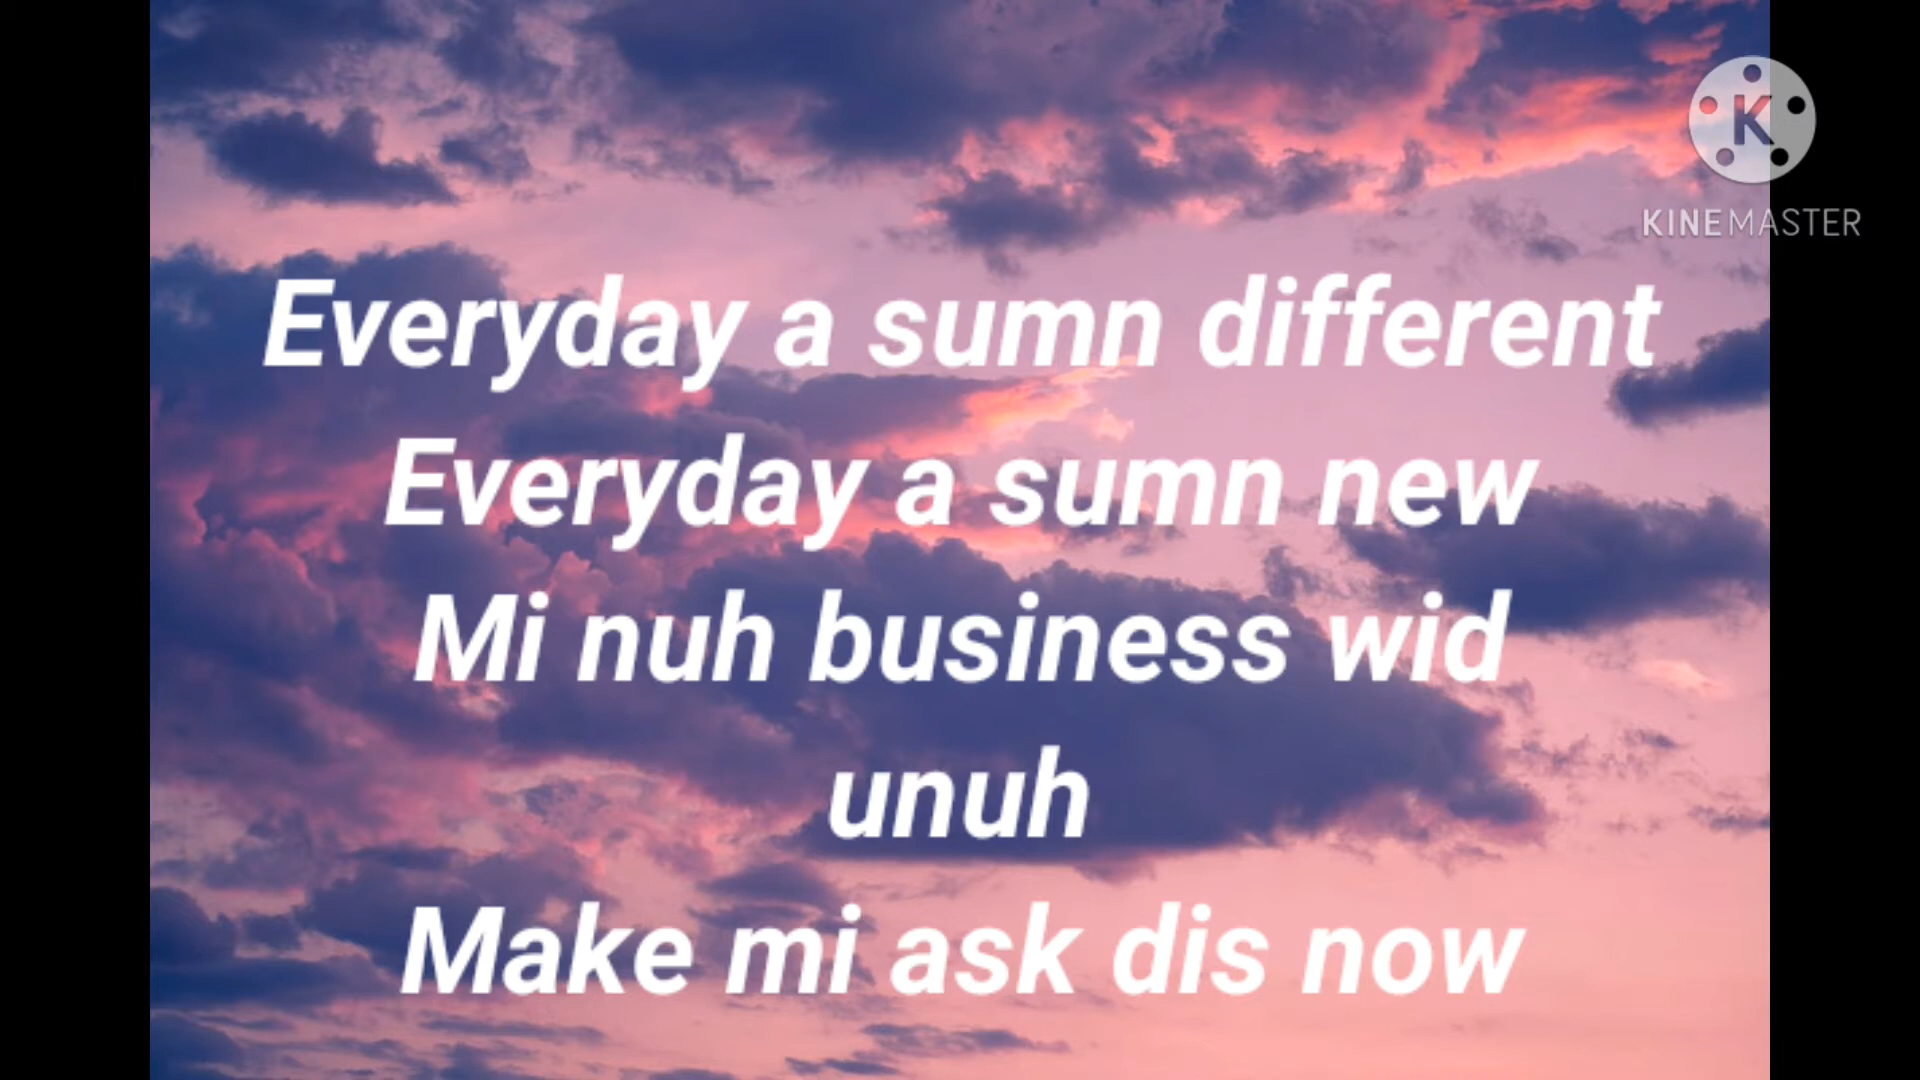 K
KINEMASTER
Everyday a sumn different
Everyday a sumn new
Mi nuh business wid
unuh
Make mi ask dis now